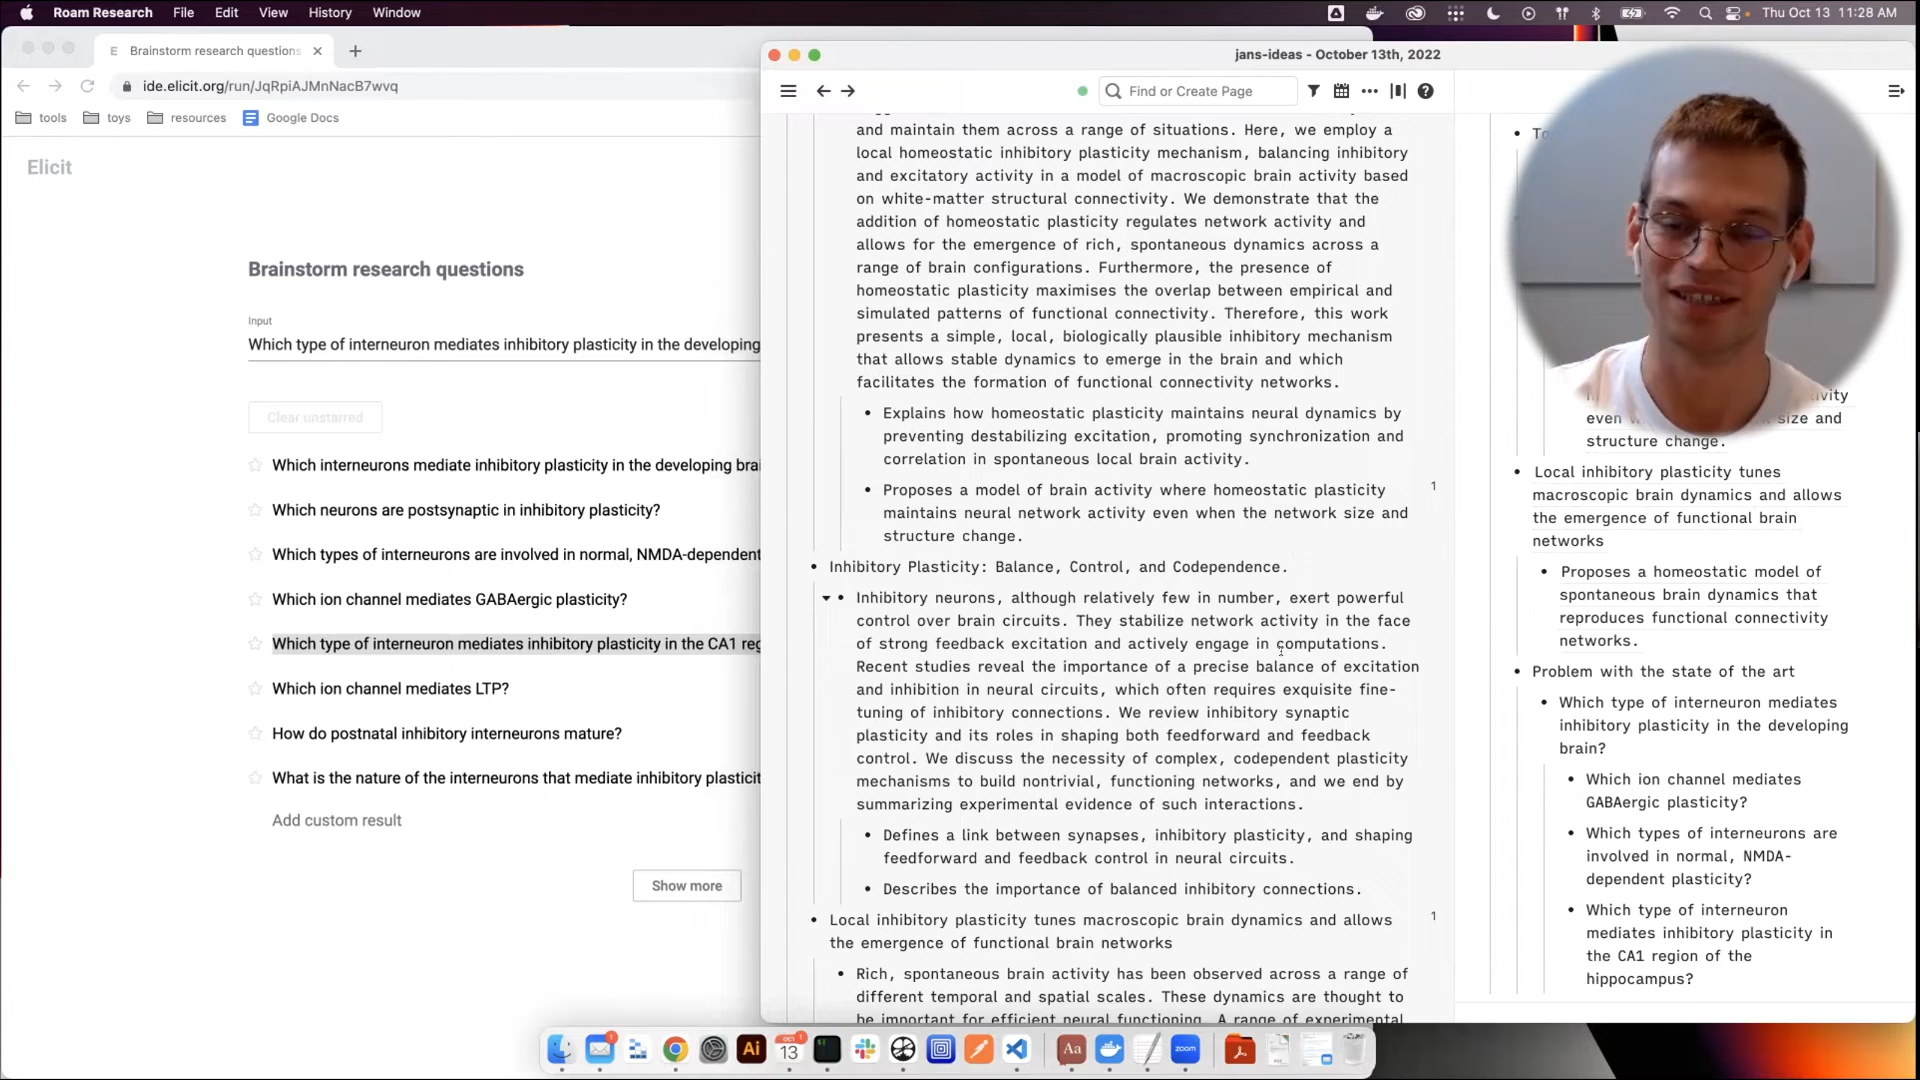 Roam Research File Edit View History Window
Thu Oct 13 11:28 AM
Brainstorm research questions
ide.elicit.org/run/JqRpiAJMnNacB7wvq
tools toys resources Google Docs
Elicit
Brainstorm research questions
Input
Which type of interneuron mediates inhibitory plasticity in the developing
Clear unstarred
Which interneurons mediate inhibitory plasticity in the developing brai
Which neurons are postsynaptic in inhibitory plasticity?
Which types of interneurons are involved in normal, NMDA-dependent
Which ion channel mediates GABAergic plasticity?
Which type of interneuron mediates inhibitory plasticity in the CA1 reg
Which ion channel mediates LTP?
How do postnatal inhibitory interneurons mature?
What is the nature of the interneurons that mediate inhibitory plasticit
Add custom result
Show more
jans-ideas - October 13th, 2022
Find or Create Page
and maintain them across a range of situations. Here, we employ a
local homeostatic inhibitory plasticity mechanism, balancing inhibitory
and excitatory activity in a model of macroscopic brain activity based
on white-matter structural connectivity. We demonstrate that the
addition of homeostatic plasticity regulates network activity and
allows for the emergence of rich, spontaneous dynamics across a
range of brain configurations. Furthermore, the presence of
homeostatic plasticity maximises the overlap between empirical and
simulated patterns of functional connectivity. Therefore, this work
presents a simple, local, biologically plausible inhibitory mechanism
that allows stable dynamics to emerge in the brain and which
facilitates the formation of functional connectivity networks.
Explains how homeostatic plasticity maintains neural dynamics by
preventing destabilizing excitation, promoting synchronization and
correlation in spontaneous local brain activity.
Proposes a model of brain activity where homeostatic plasticity 1
maintains neural network activity even when the network size and
structure change.
Inhibitory Plasticity: Balance, Control, and Codependence.
Inhibitory neurons, although relatively few in number, exert powerful
control over brain circuits. They stabilize network activity in the face
of strong feedback excitation and actively engage in computations.
Recent studies reveal the importance of a precise balance of excitation
and inhibition in neural circuits, which often requires exquisite fine-
tuning of inhibitory connections. We review inhibitory synaptic
plasticity and its roles in shaping both feedforward and feedback
control. We discuss the necessity of complex, codependent plasticity
mechanisms to build nontrivial, functioning networks, and we end by
summarizing experimental evidence of such interactions.
Defines a link between synapses, inhibitory plasticity, and shaping
feedforward and feedback control in neural circuits.
Describes the importance of balanced inhibitory connections.
Local inhibitory plasticity tunes macroscopic brain dynamics and allows 1
the emergence of functional brain networks
Rich, spontaneous brain activity has been observed across a range of
different temporal and spatial scales. These dynamics are thought to
be important for efficient neural functioning. A range of experimental
even size and
structure change.
Local inhibitory plasticity tunes
macroscopic brain dynamics and allows
the emergence of functional brain
networks
Proposes a homeostatic model of
spontaneous brain dynamics that
reproduces functional connectivity
networks.
Problem with the state of the art
Which type of interneuron mediates
inhibitory plasticity in the developing
brain?
Which ion channel mediates
GABAergic plasticity?
Which types of interneurons are
involved in normal, NMDA-
dependent plasticity?
Which type of interneuron
mediates inhibitory plasticity in
the CA1 region of the
hippocampus?
Ai
OCT
13
Aa
zoom